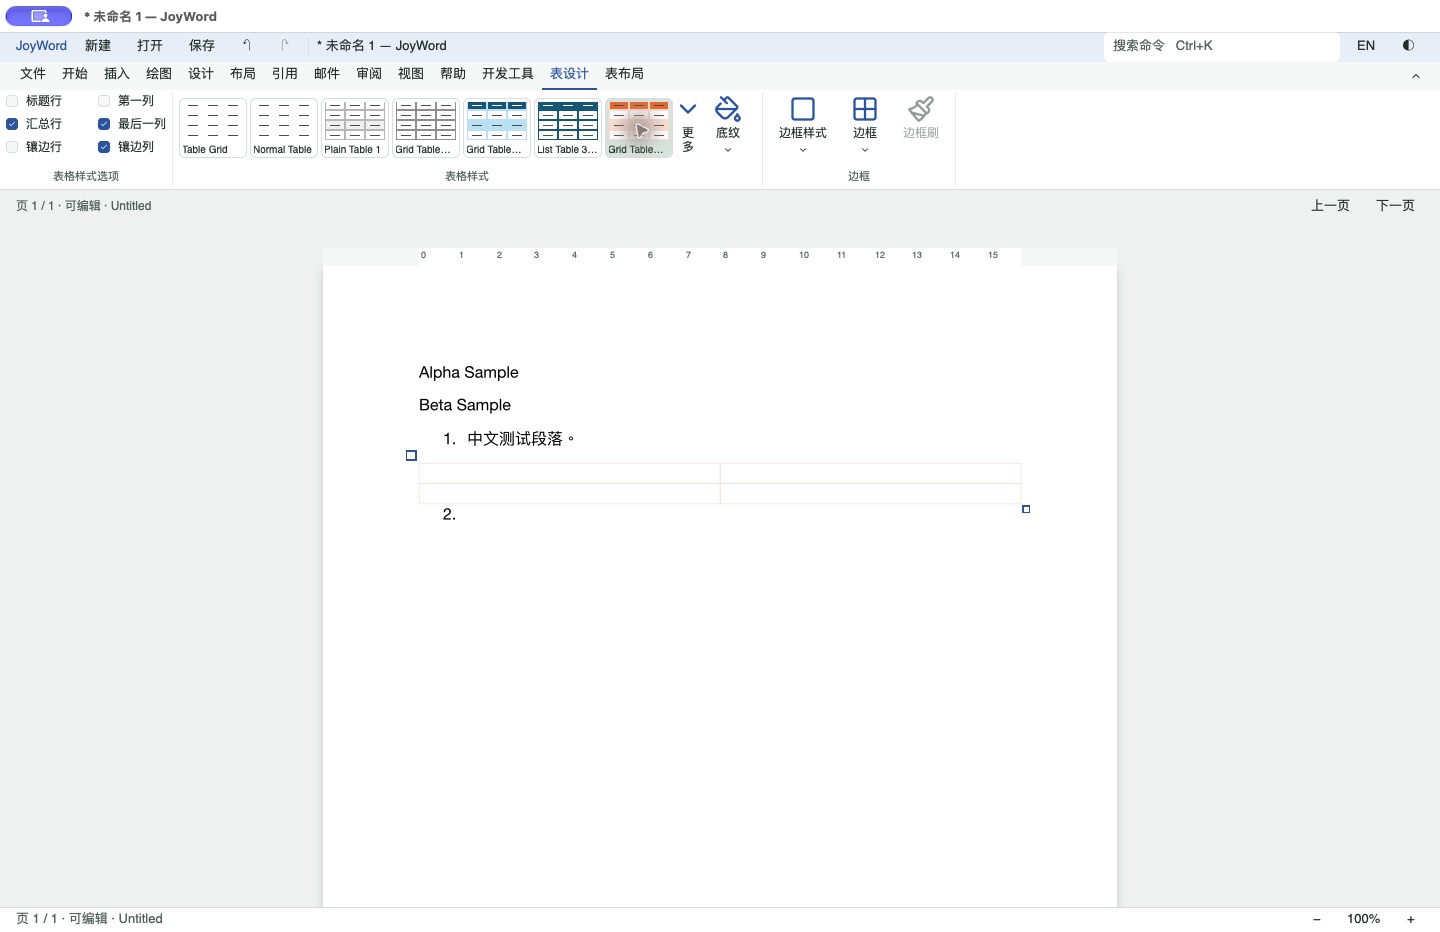 * 未命名 1 — JoyWord
JoyWord 新建 打开 保存 * 未命名 1 — JoyWord 搜索命令 Ctrl+K EN
文件 开始 插入 绘图 设计 布局 引用 邮件 审阅 视图 帮助 开发工具 表设计 表布局
标题行 第一列
汇总行 最后一列
镶边行 镶边列
表格样式选项
Table Grid Normal Table Plain Table 1 Grid Table... Grid Table... List Table 3... Grid Table...
更多
表格样式
底纹
边框样式 边框 边框刷
边框
页 1 / 1 · 可编辑 · Untitled 上一页 下一页
0 1 2 3 4 5 6 7 8 9 10 11 12 13 14 15
Alpha Sample
Beta Sample
1. 中文测试段落。
2.
页 1 / 1 · 可编辑 · Untitled − 100% +